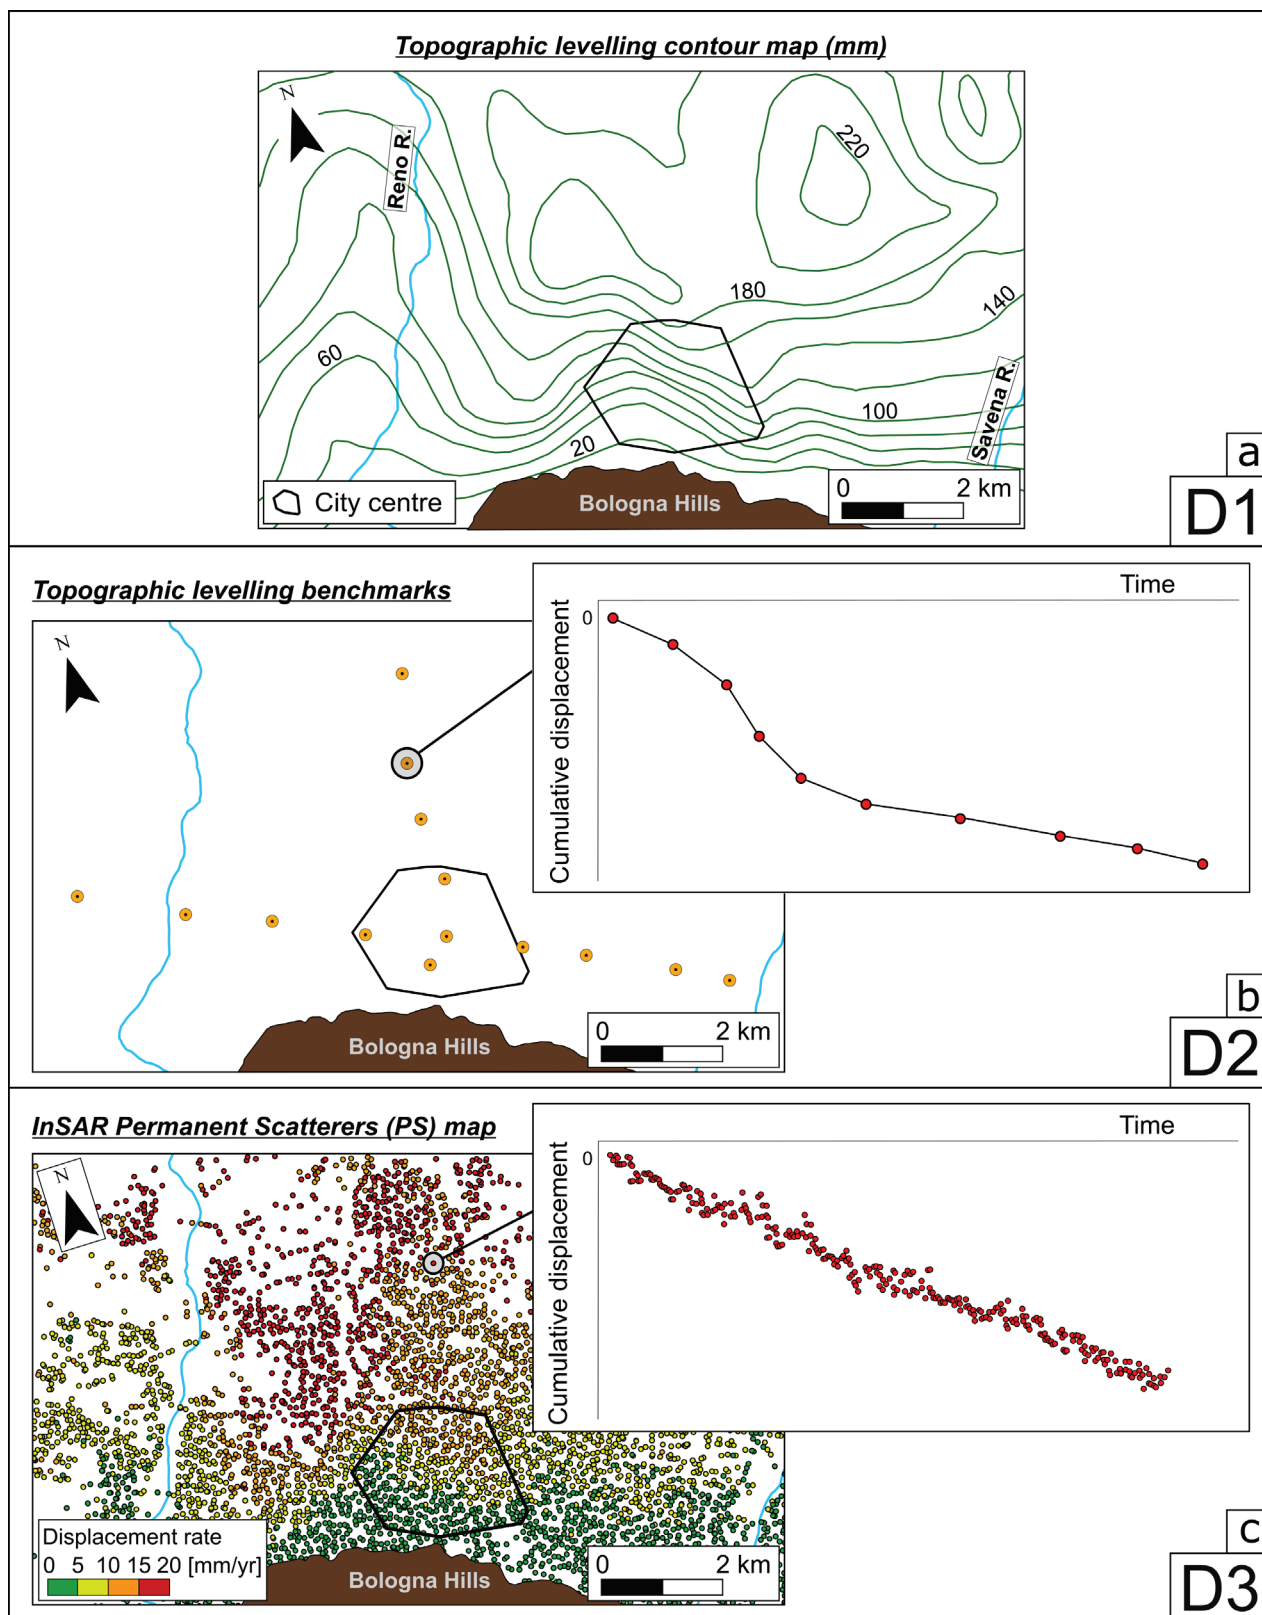 Topographic levelling contour map (mm)
N
Reno R.
220
180
140
60
100
Savena R.
20
City centre
Bologna Hills
0 2 km
a
D1
Topographic levelling benchmarks
N
Time
0
Cumulative displacement
Bologna Hills
0 2 km
b
D2
InSAR Permanent Scatterers (PS) map
N
Time
0
Cumulative displacement
Displacement rate
0 5 10 15 20 [mm/yr]
Bologna Hills
0 2 km
c
D3